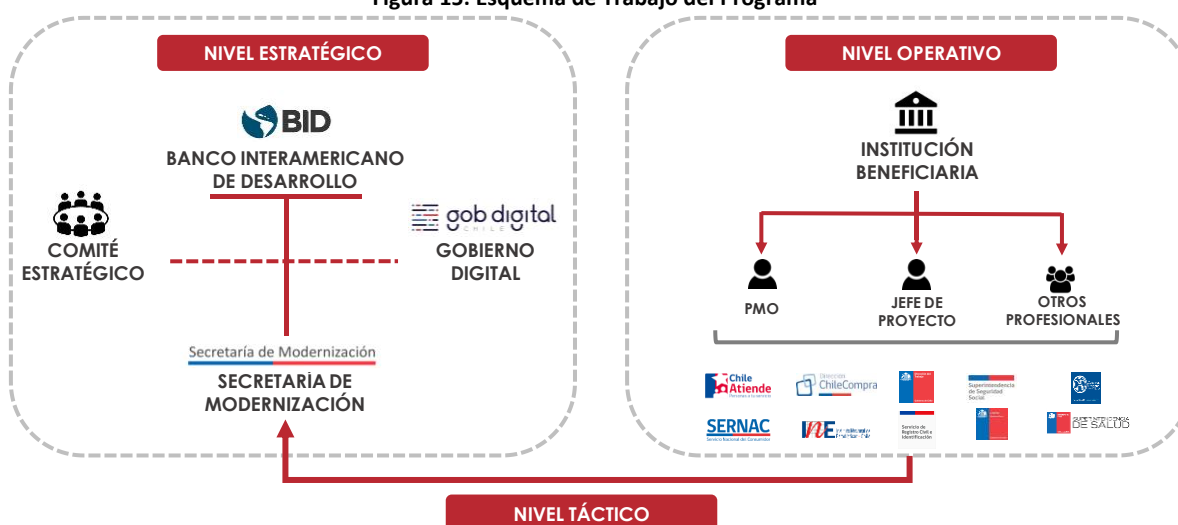 Figura 15. Esquema de Trabajo del Programa
NIVEL ESTRATÉGICO
BID
BANCO INTERAMERICANO
DE DESARROLLO
COMITÉ
ESTRATÉGICO
gob digital
CHILE
GOBIERNO
DIGITAL
Secretaría de Modernización
SECRETARÍA DE
MODERNIZACIÓN
NIVEL OPERATIVO
INSTITUCIÓN
BENEFICIARIA
PMO
JEFE DE
PROYECTO
OTROS
PROFESIONALES
Chile
Atiende
Dirección
ChileCompra
Superintendencia
de Seguridad
Social
SERNAC
Servicio Nacional del Consumidor
INE
Servicio de
Registro Civil e
Identificación
SUPERINTENDENCIA
DE SALUD
NIVEL TÁCTICO